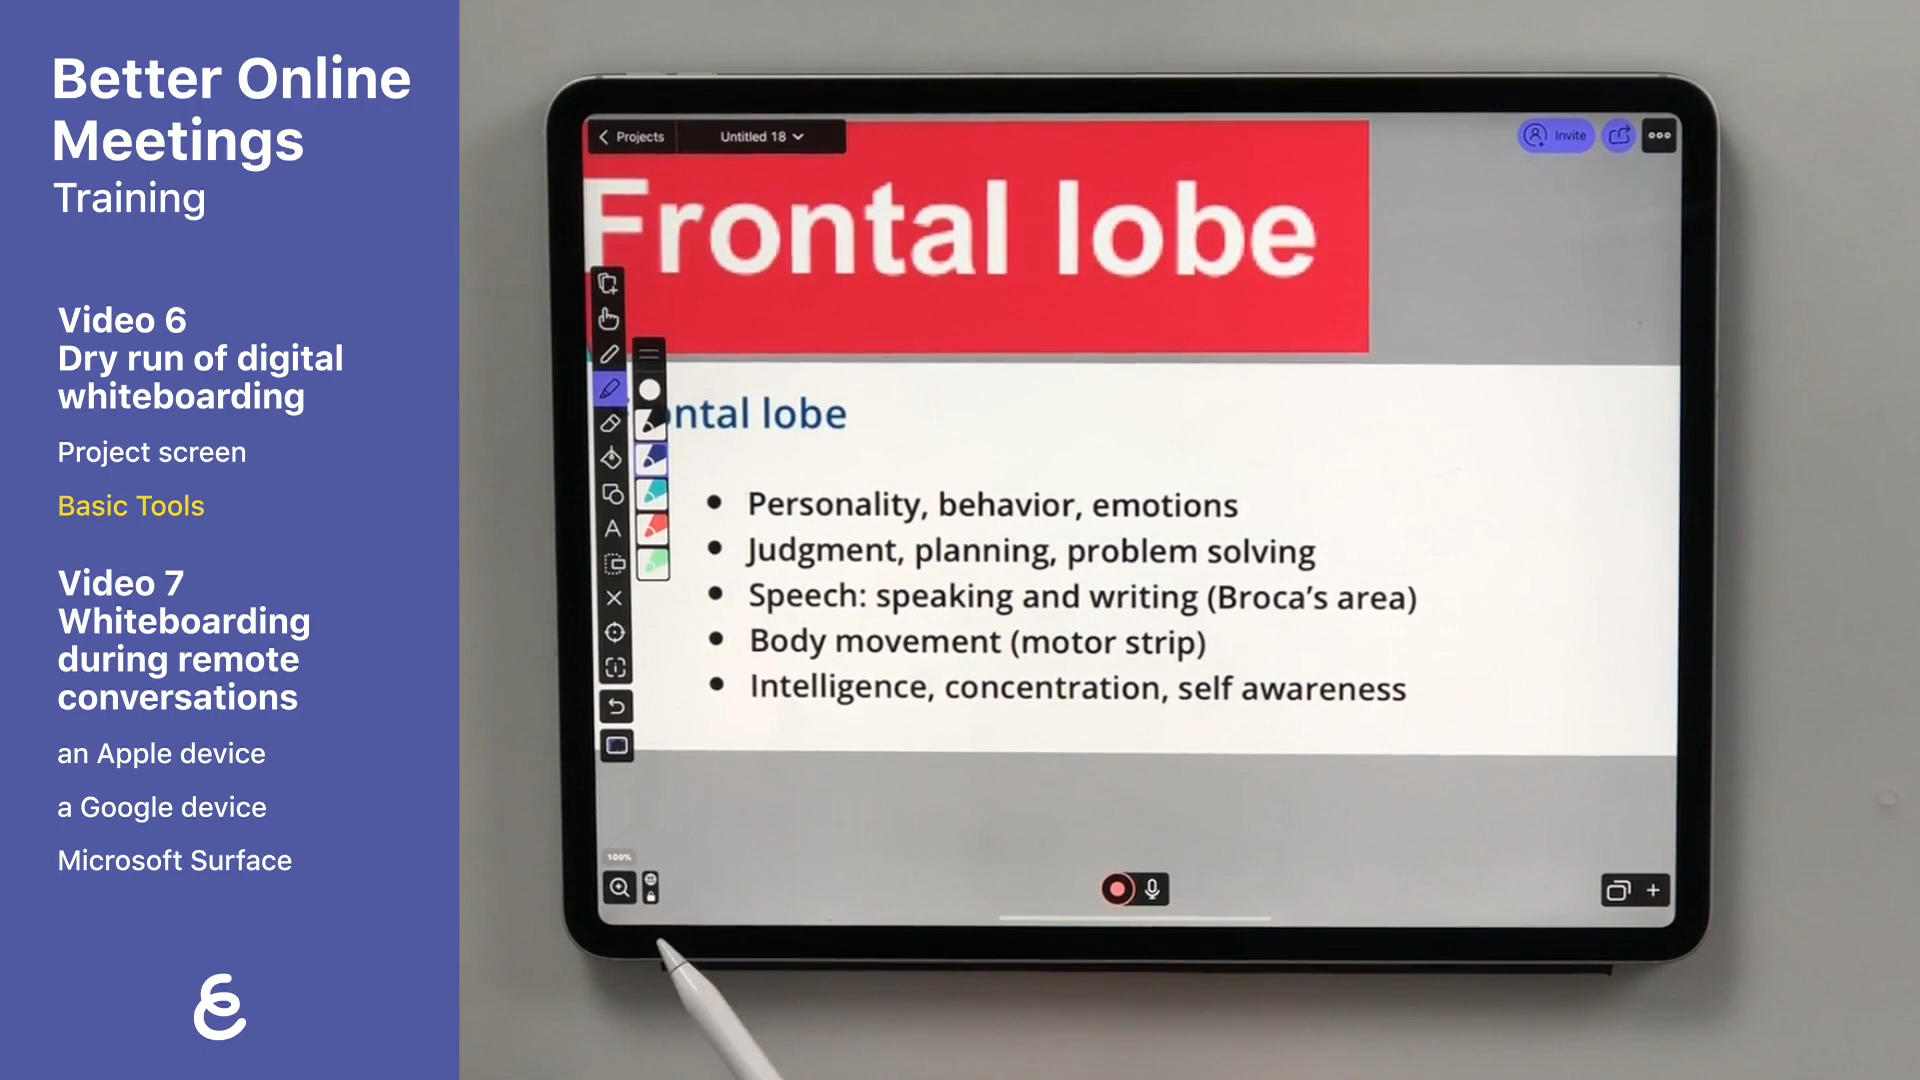 Better Online
Meetings
Training
Video 6
Dry run of digital
whiteboarding
Project screen
Basic Tools
Video 7
Whiteboarding
during remote
conversations
an Apple device
a Google device
Microsoft Surface
Projects
Untitled 18
Invite
Frontal lobe
ontal lobe
Personality, behavior, emotions
Judgment, planning, problem solving
Speech: speaking and writing (Broca’s area)
Body movement (motor strip)
Intelligence, concentration, self awareness
100%